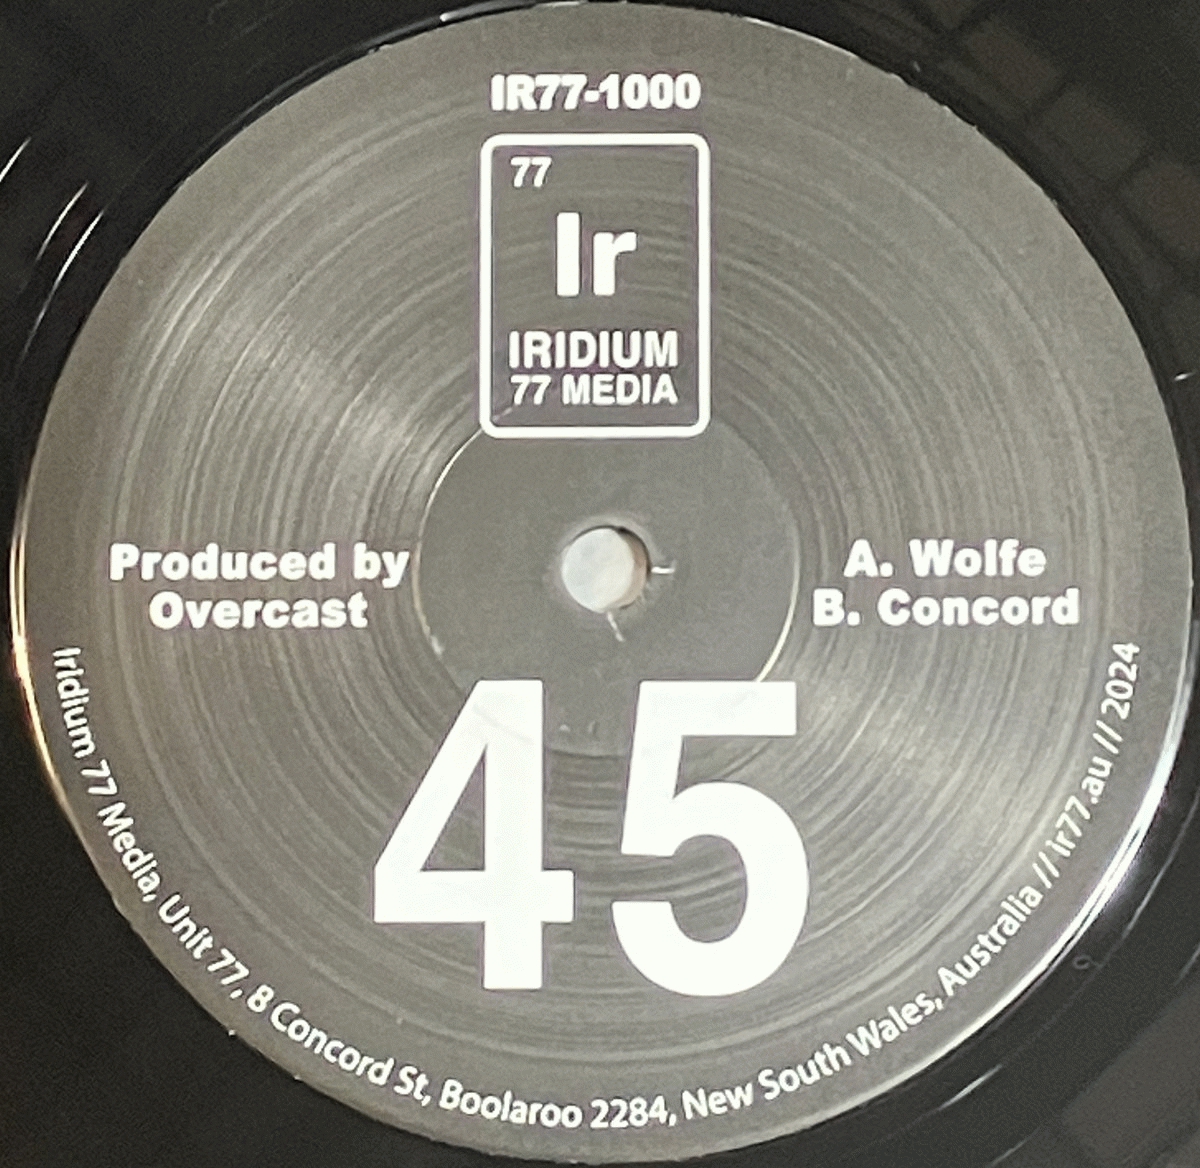 IR77-1000
77
Ir
IRIDIUM
77 MEDIA
Produced by
Overcast
A. Wolfe
B. Concord
45
Iridium 77 Media, Unit 77, 8 Concord St, Boolaroo 2284, New South Wales, Australia // ir77.au // 2024